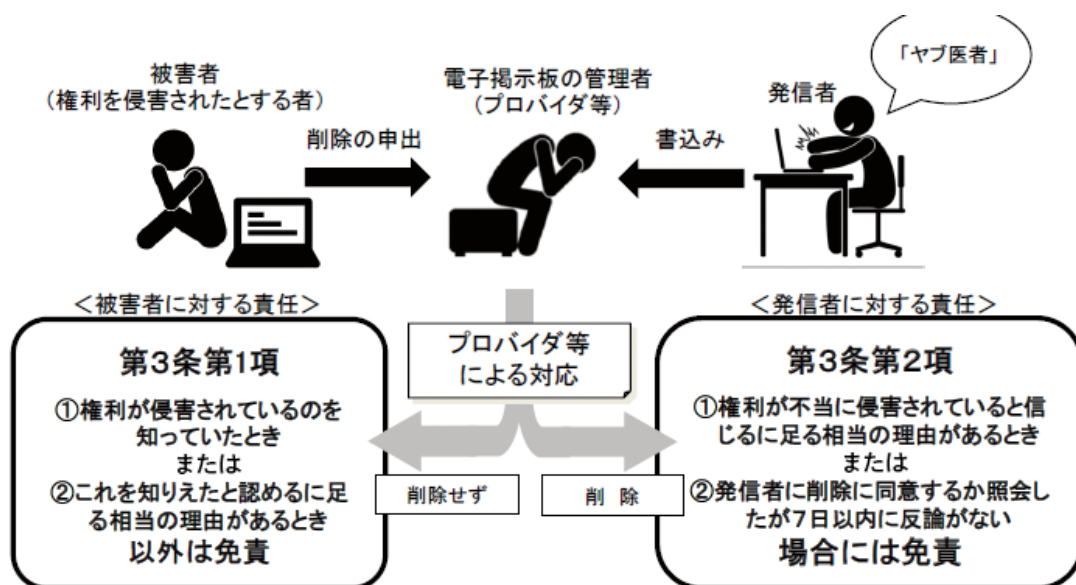 被害者
（権利を侵害されたとする者）
電子掲示板の管理者
（プロバイダ等）
発信者
「ヤブ医者」
削除の申出
書込み
＜被害者に対する責任＞
第３条第１項
①権利が侵害されているのを
知っていたとき
または
②これを知りえたと認めるに足
る相当の理由があるとき
以外は免責
プロバイダ等
による対応
削除せず
削 除
＜発信者に対する責任＞
第３条第２項
①権利が不当に侵害されていると信
じるに足る相当の理由があるとき
または
②発信者に削除に同意するか照会し
たが７日以内に反論がない
場合には免責